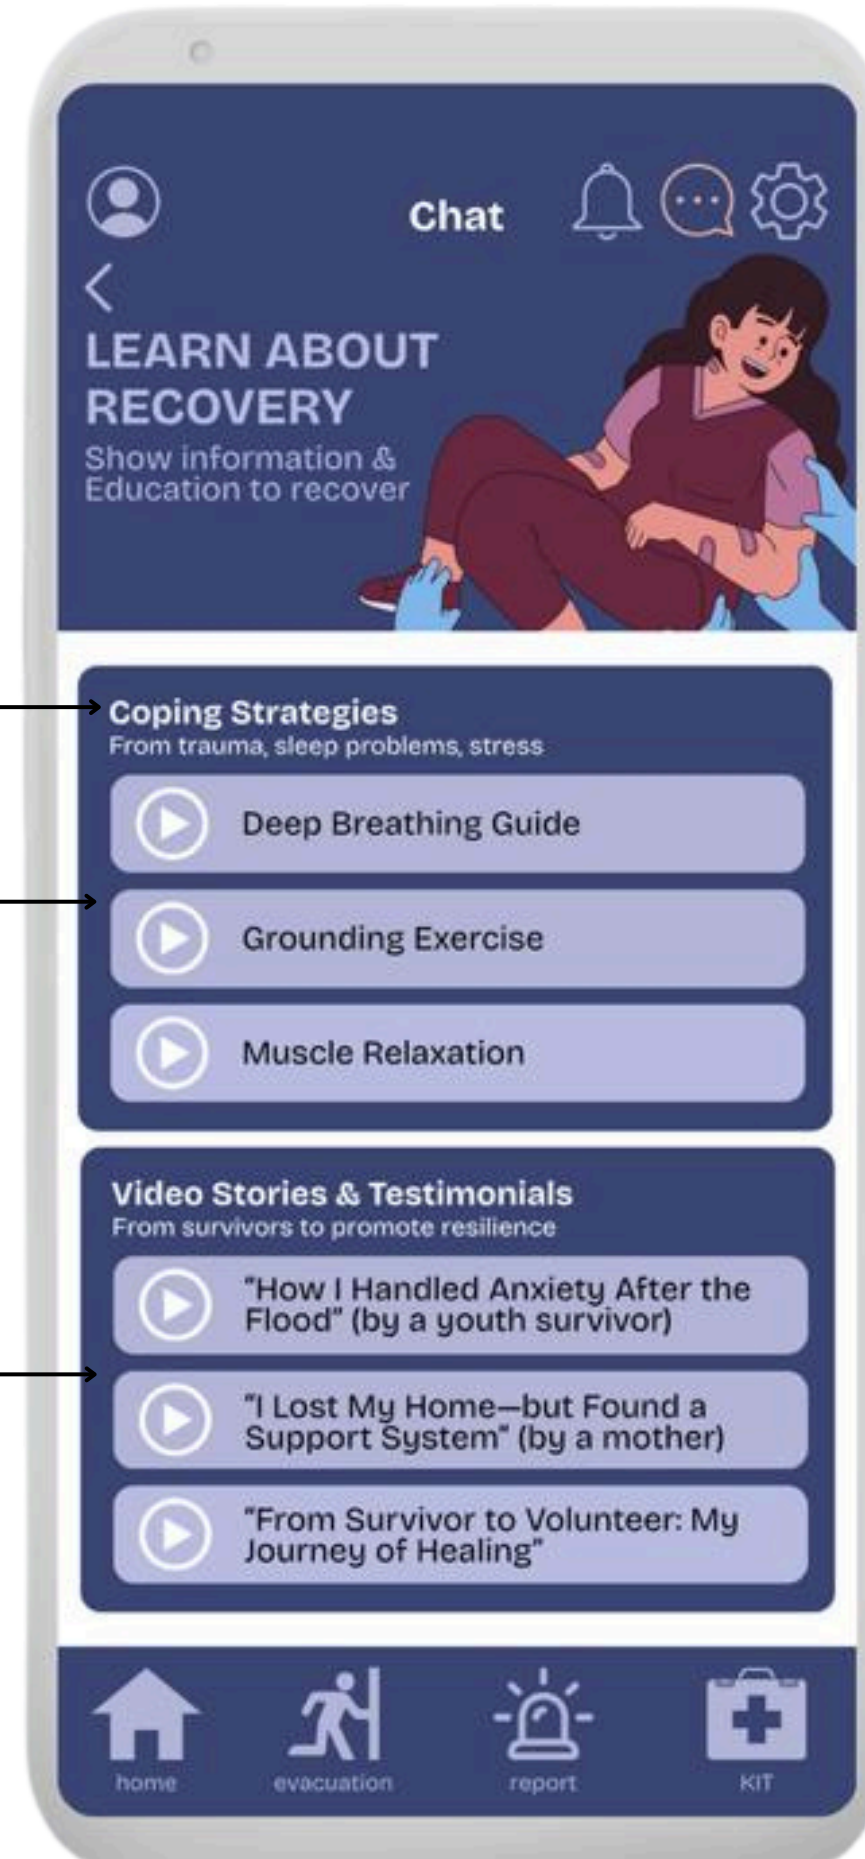 Chat
LEARN ABOUT
RECOVERY
Show information &
Education to recover
Coping Strategies
From trauma, sleep problems, stress
Deep Breathing Guide
Grounding Exercise
Muscle Relaxation
Video Stories & Testimonials
From survivors to promote resilience
"How I Handled Anxiety After the
Flood" (by a youth survivor)
"I Lost My Home—but Found a
Support System" (by a mother)
"From Survivor to Volunteer: My
Journey of Healing"
home
evacuation
report
KIT